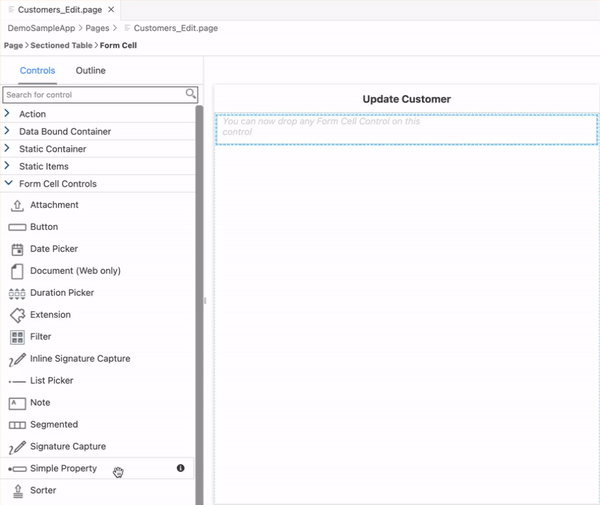 Customers_Edit.page
DemoSampleApp > Pages > Customers_Edit.page
Page > Sectioned Table > Form Cell
Controls Outline
Search for control
Action
Data Bound Container
Static Container
Static Items
Form Cell Controls
Attachment
Button
Date Picker
Document (Web only)
Duration Picker
Extension
Filter
Inline Signature Capture
List Picker
Note
Segmented
Signature Capture
Simple Property
Sorter
Update Customer
You can now drop any Form Cell Control on this
control